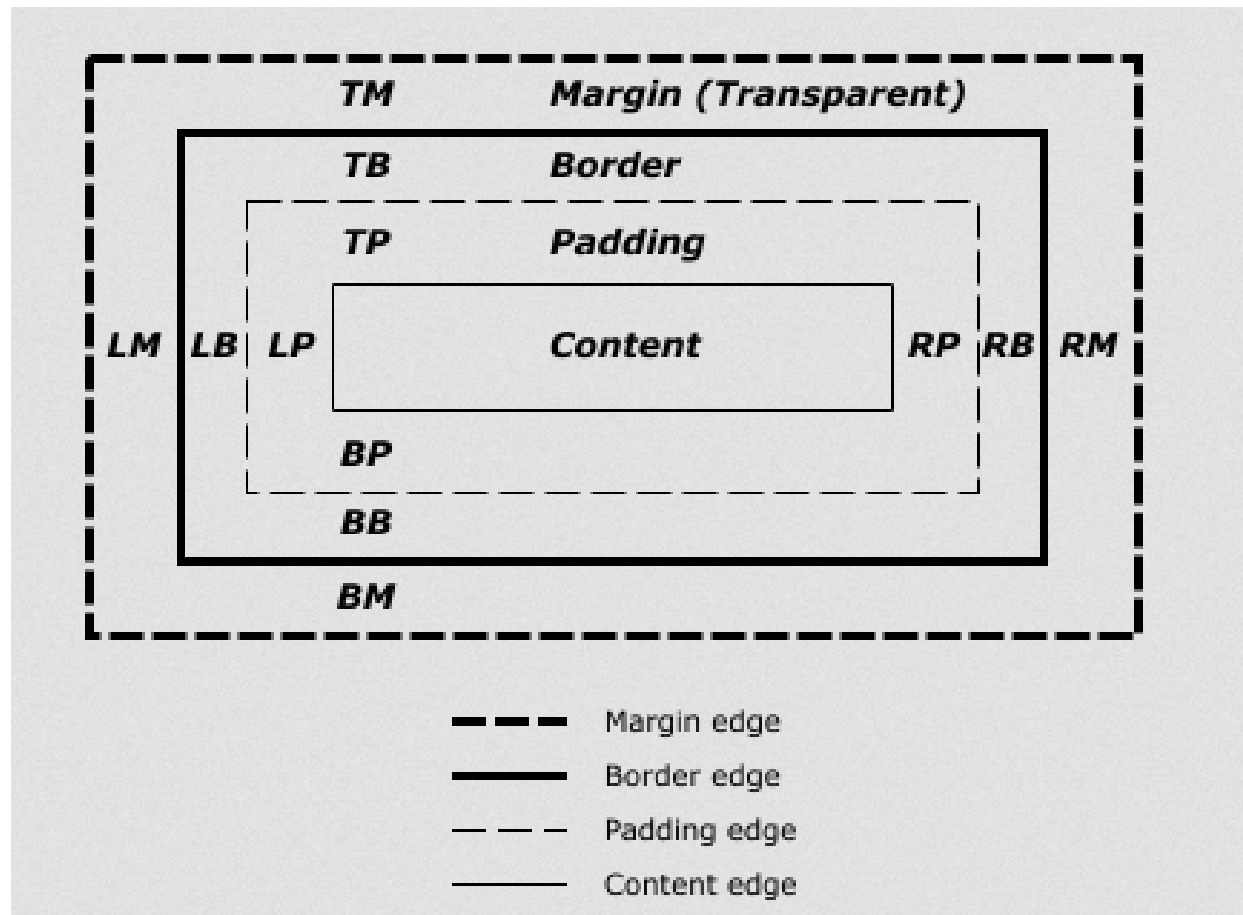 TM Margin (Transparent)
TB Border
TP Padding
LM LB LP Content RP RB RM
BP
BB
BM
Margin edge
Border edge
Padding edge
Content edge